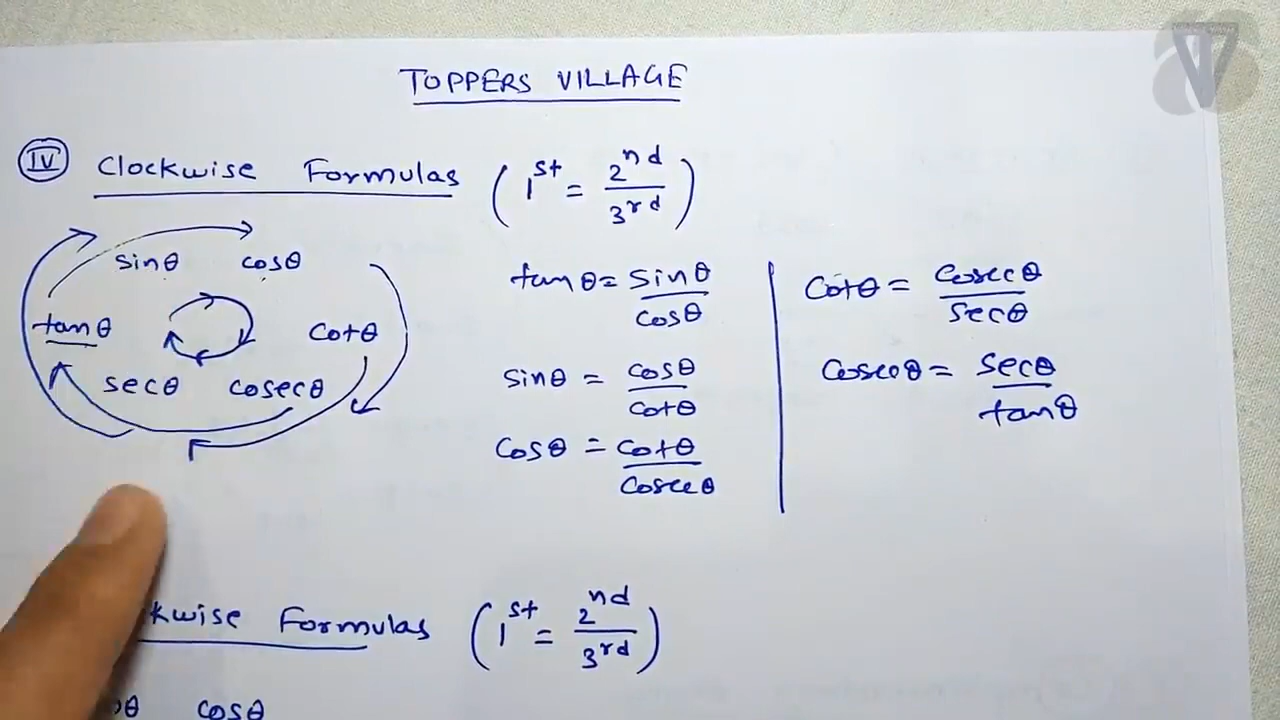 TOPPERS VILLAGE
IV Clockwise Formulas (1st = 2nd / 3rd)
sinθ cosθ
tanθ cotθ
secθ cosecθ
tanθ = sinθ / cosθ
sinθ = cosθ / cotθ
cosθ = cotθ / cosecθ
cotθ = cosecθ / secθ
cosecθ = secθ / tanθ
kwise Formulas (1st = 2nd / 3rd)
θ cosθ